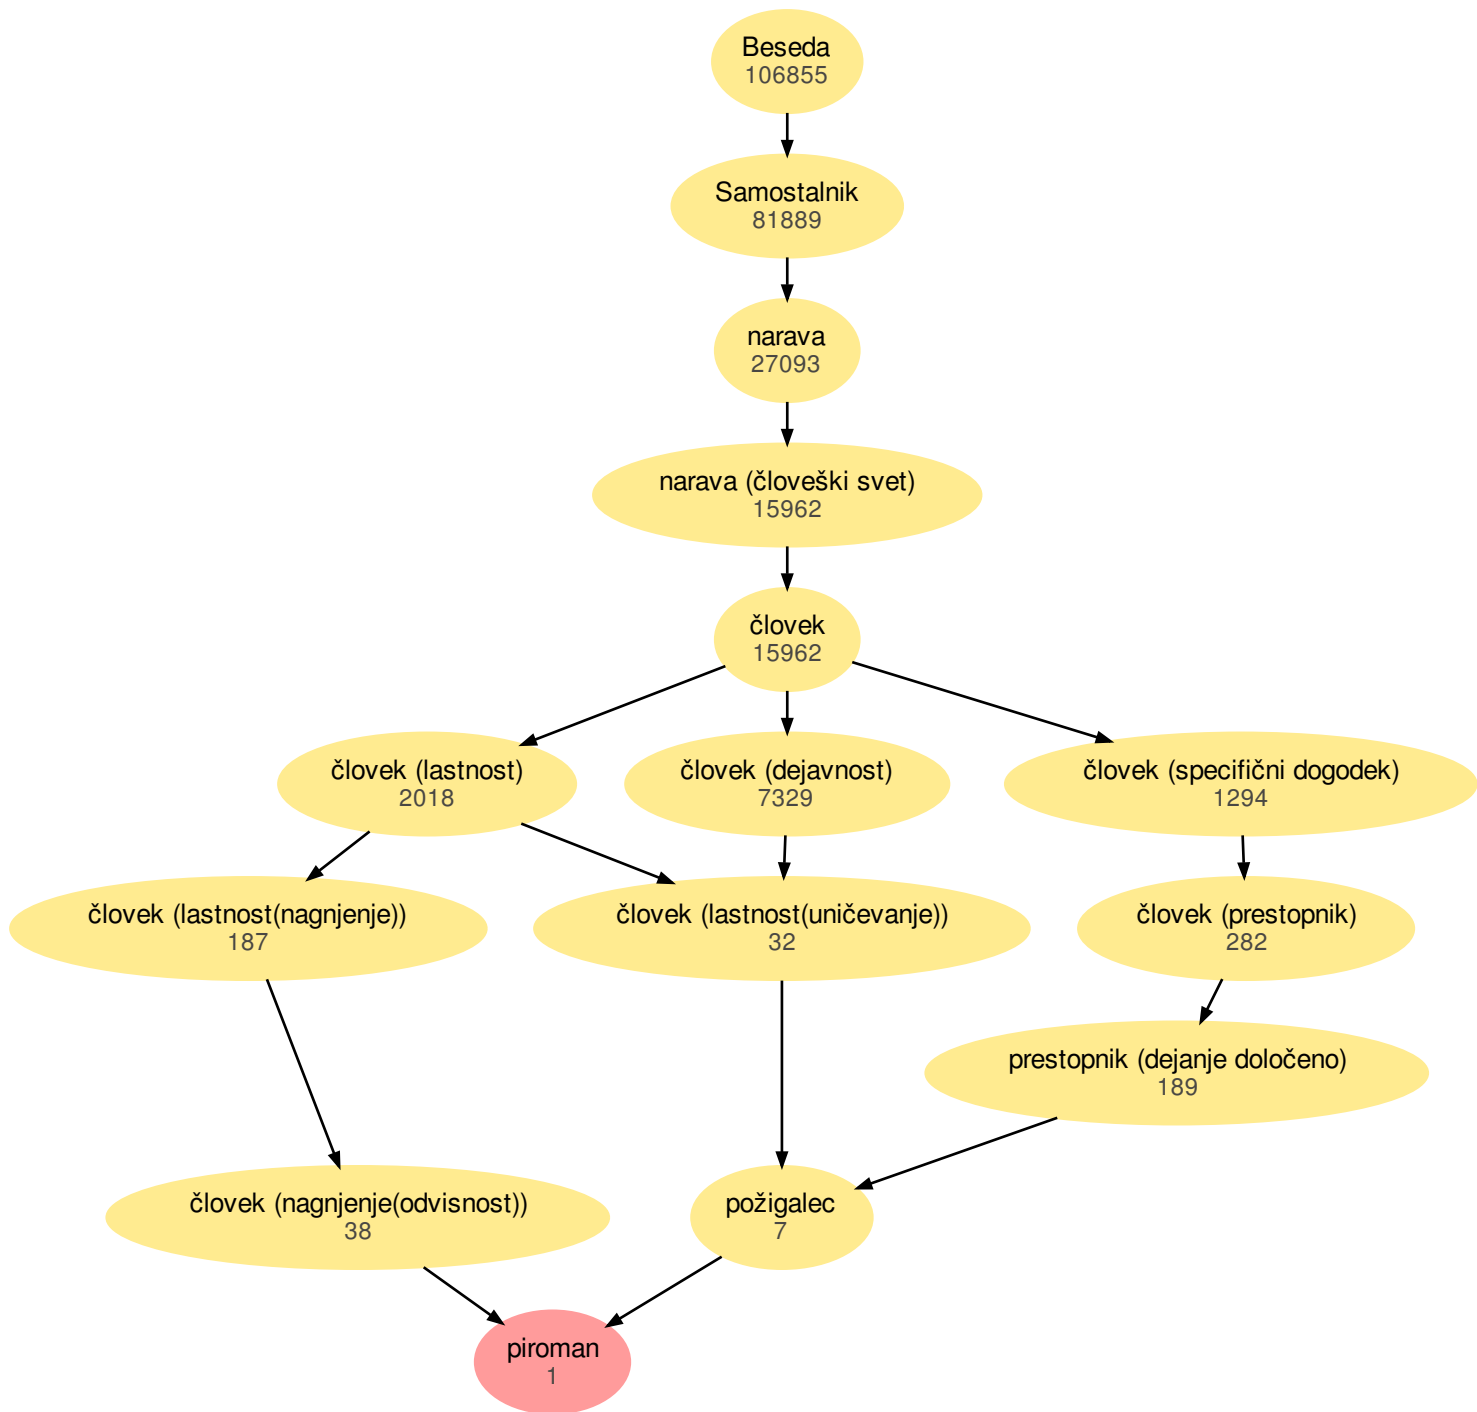 Beseda
106855
Samostalnik
81889
narava
27093
narava (človeški svet)
15962
človek
15962
človek (lastnost)
2018
človek (dejavnost)
7329
človek (specifični dogodek)
1294
človek (lastnost(nagnjenje))
187
človek (lastnost(uničevanje))
32
človek (prestopnik)
282
prestopnik (dejanje določeno)
189
človek (nagnjenje(odvisnost))
38
požigalec
7
piroman
1